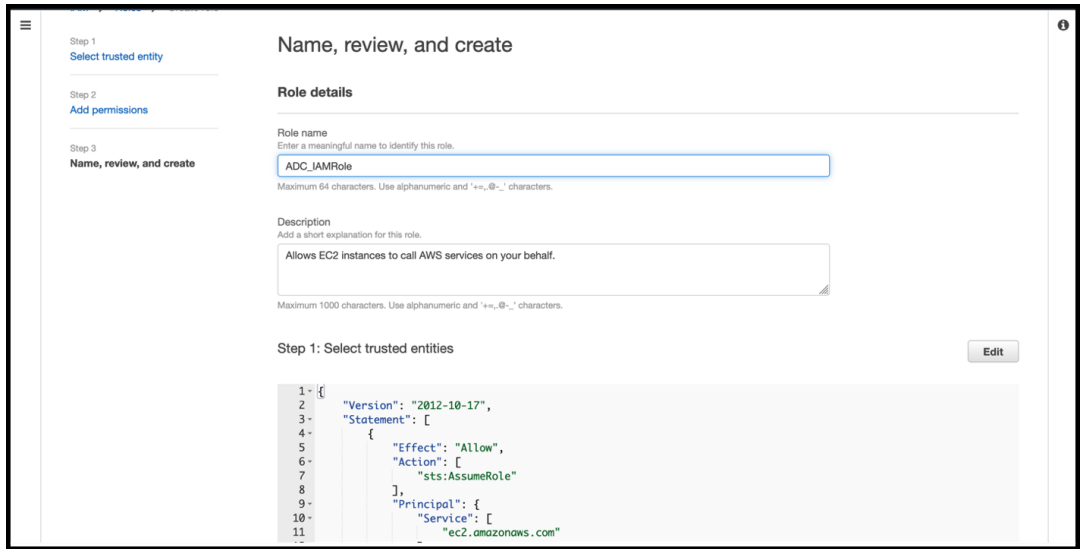 Step 1
Select trusted entity
Step 2
Add permissions
Step 3
Name, review, and create
Name, review, and create
Role details
Role name
Enter a meaningful name to identify this role.
ADC_IAMRole
Maximum 64 characters. Use alphanumeric and '+=,.@-_' characters.
Description
Add a short explanation for this role.
Allows EC2 instances to call AWS services on your behalf.
Maximum 1000 characters. Use alphanumeric and '+=,.@-_' characters.
Step 1: Select trusted entities
Edit
1 {
2 "Version": "2012-10-17",
3 "Statement": [
4 {
5 "Effect": "Allow",
6 "Action": [
7 "sts:AssumeRole"
8 ],
9 "Principal": {
10 "Service": [
11 "ec2.amazonaws.com"